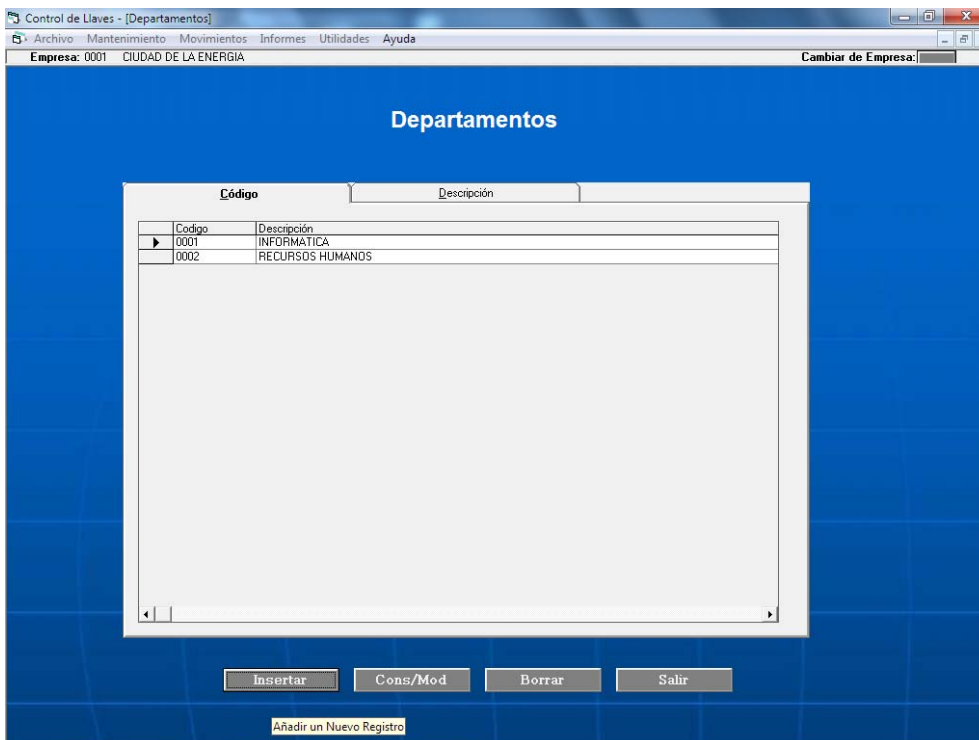 Control de Llaves - [Departamentos]
Archivo Mantenimiento Movimientos Informes Utilidades Ayuda
Empresa: 0001 CIUDAD DE LA ENERGIA Cambiar de Empresa:
Departamentos
Código Descripción
Codigo Descripción
0001 INFORMATICA
0002 RECURSOS HUMANOS
Insertar Cons/Mod Borrar Salir
Añadir un Nuevo Registro